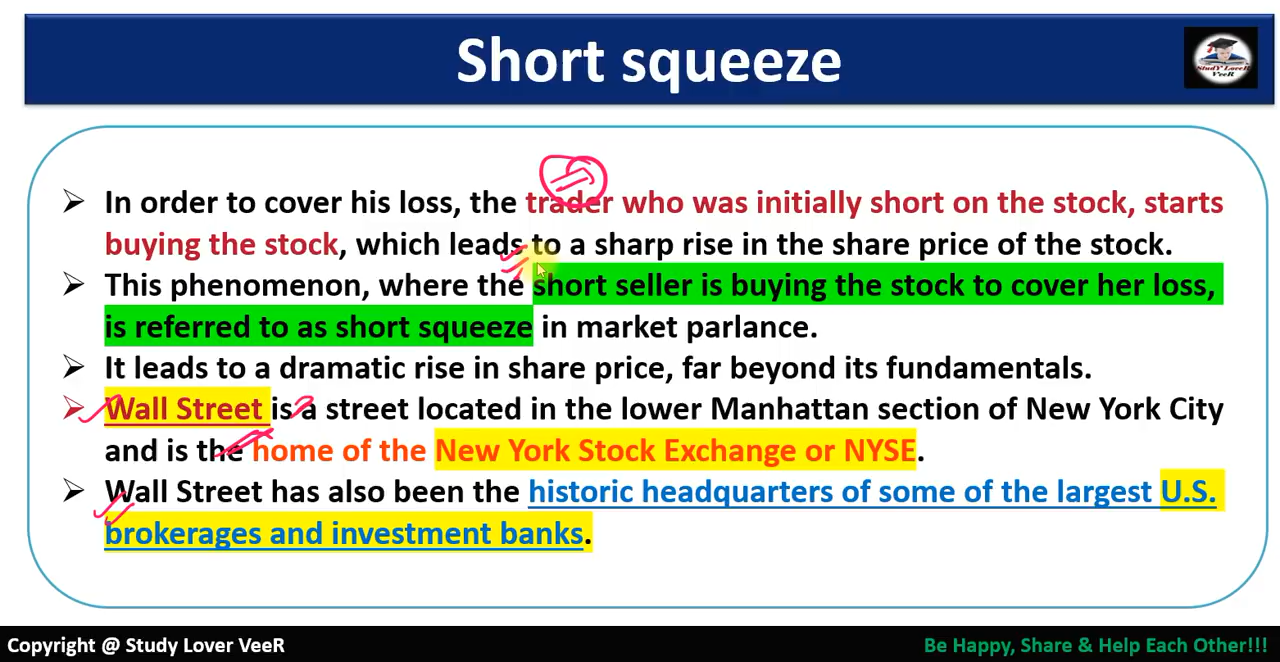 Short squeeze
StudY LoveR
VeeR
➢ In order to cover his loss, the trader who was initially short on the stock, starts
buying the stock, which leads to a sharp rise in the share price of the stock.
➢ This phenomenon, where the short seller is buying the stock to cover her loss,
is referred to as short squeeze in market parlance.
➢ It leads to a dramatic rise in share price, far beyond its fundamentals.
➢ Wall Street is a street located in the lower Manhattan section of New York City
and is the home of the New York Stock Exchange or NYSE.
➢ Wall Street has also been the historic headquarters of some of the largest U.S.
brokerages and investment banks.
Copyright @ Study Lover VeeR
Be Happy, Share & Help Each Other!!!